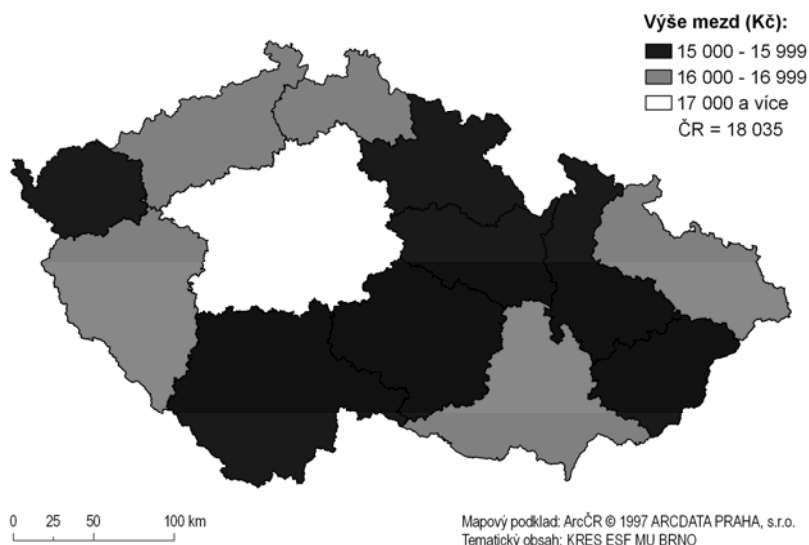 Výše mezd (Kč):
15 000 - 15 999
16 000 - 16 999
17 000 a více
ČR = 18 035
0 25 50 100 km
Mapový podklad: ArcČR © 1997 ARCDATA PRAHA, s.r.o.
Tematický obsah: KRES ESF MU BRNO